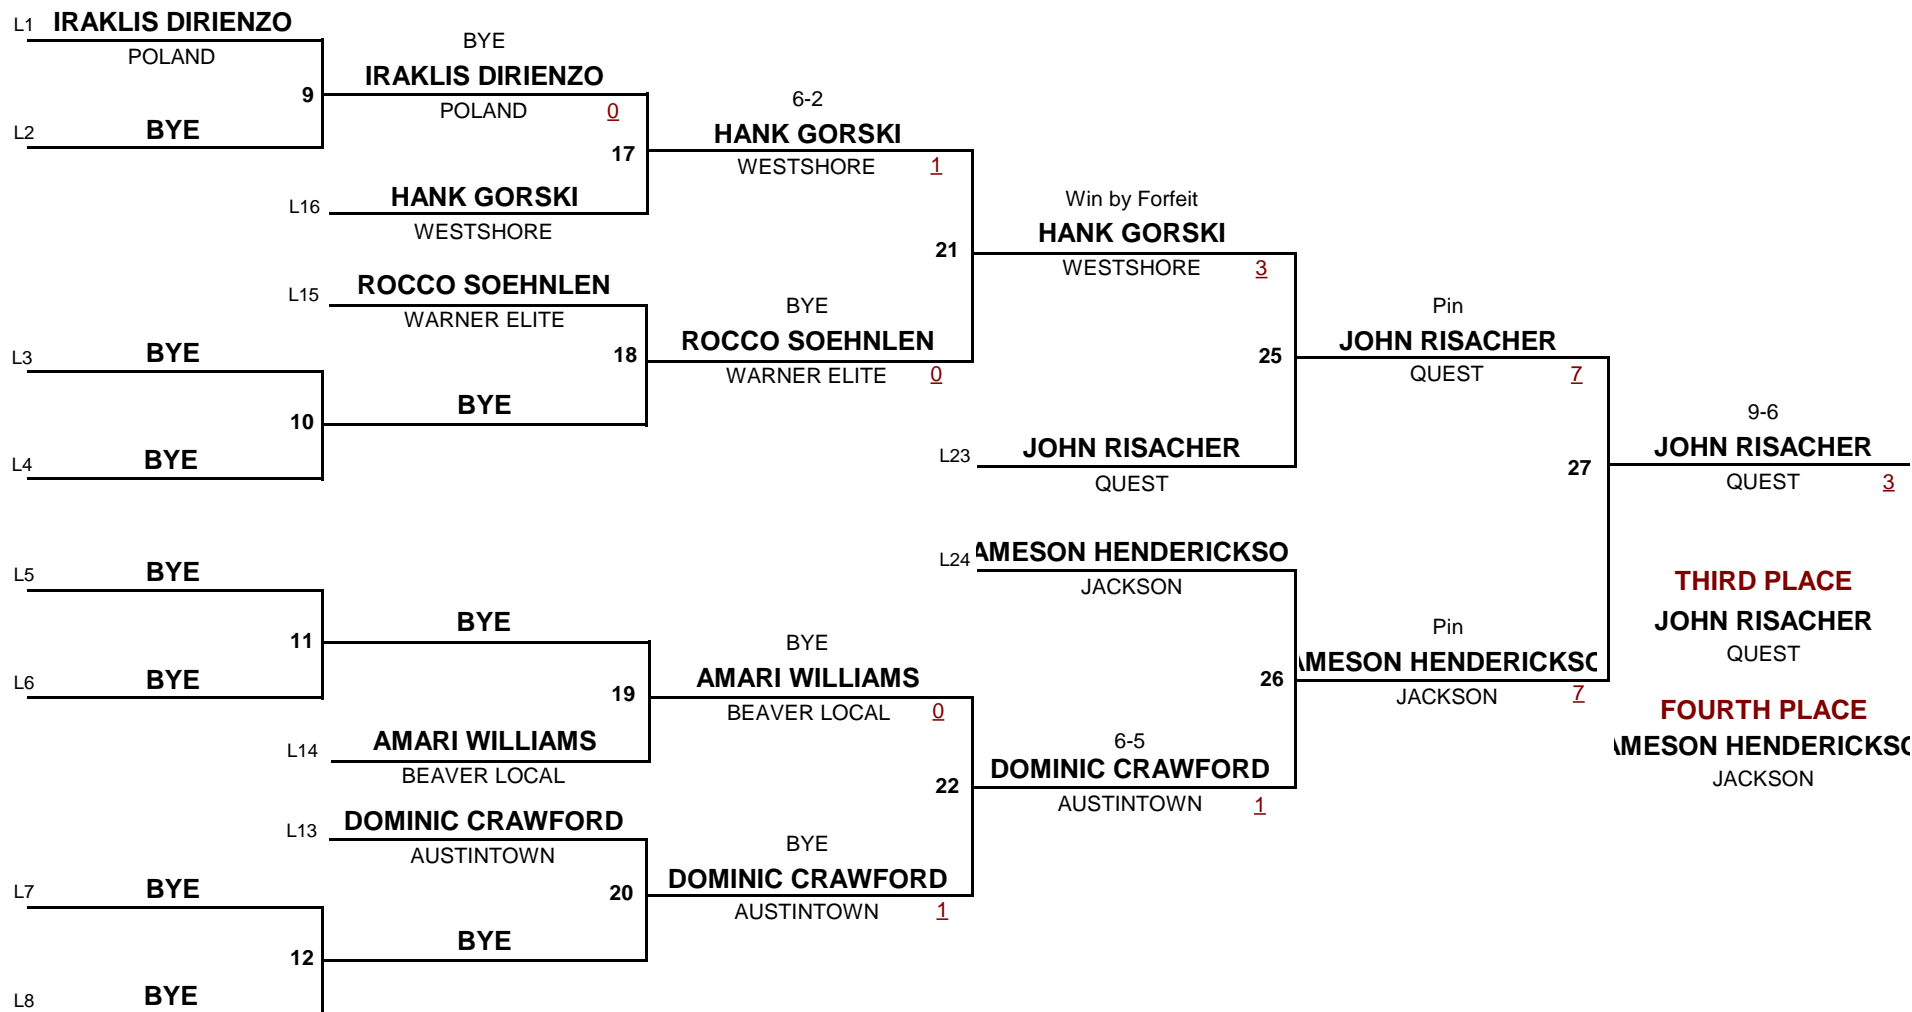 L1 IRAKLIS DIRIENZO
POLAND
9
L2 BYE
BYE
IRAKLIS DIRIENZO
POLAND 0
17
L16 HANK GORSKI
WESTSHORE
6-2
HANK GORSKI
WESTSHORE 1
L15 ROCCO SOEHNLEN
WARNER ELITE
18
L3 BYE
10
BYE
L4 BYE
BYE
ROCCO SOEHNLEN
WARNER ELITE 0
21
Win by Forfeit
HANK GORSKI
WESTSHORE 3
25
L23 JOHN RISACHER
QUEST
Pin
JOHN RISACHER
QUEST 7
27
9-6
JOHN RISACHER
QUEST 3
L5 BYE
11
BYE
L6 BYE
19
L14 AMARI WILLIAMS
BEAVER LOCAL
BYE
AMARI WILLIAMS
BEAVER LOCAL 0
22
L13 DOMINIC CRAWFORD
AUSTINTOWN
20
L7 BYE
12
BYE
L8 BYE
BYE
DOMINIC CRAWFORD
AUSTINTOWN 1
6-5
DOMINIC CRAWFORD
AUSTINTOWN 1
26
L24 AMESON HENDERICKSO
JACKSON
Pin
AMESON HENDERICKSO
JACKSON 7
THIRD PLACE
JOHN RISACHER
QUEST
FOURTH PLACE
AMESON HENDERICKSO
JACKSON